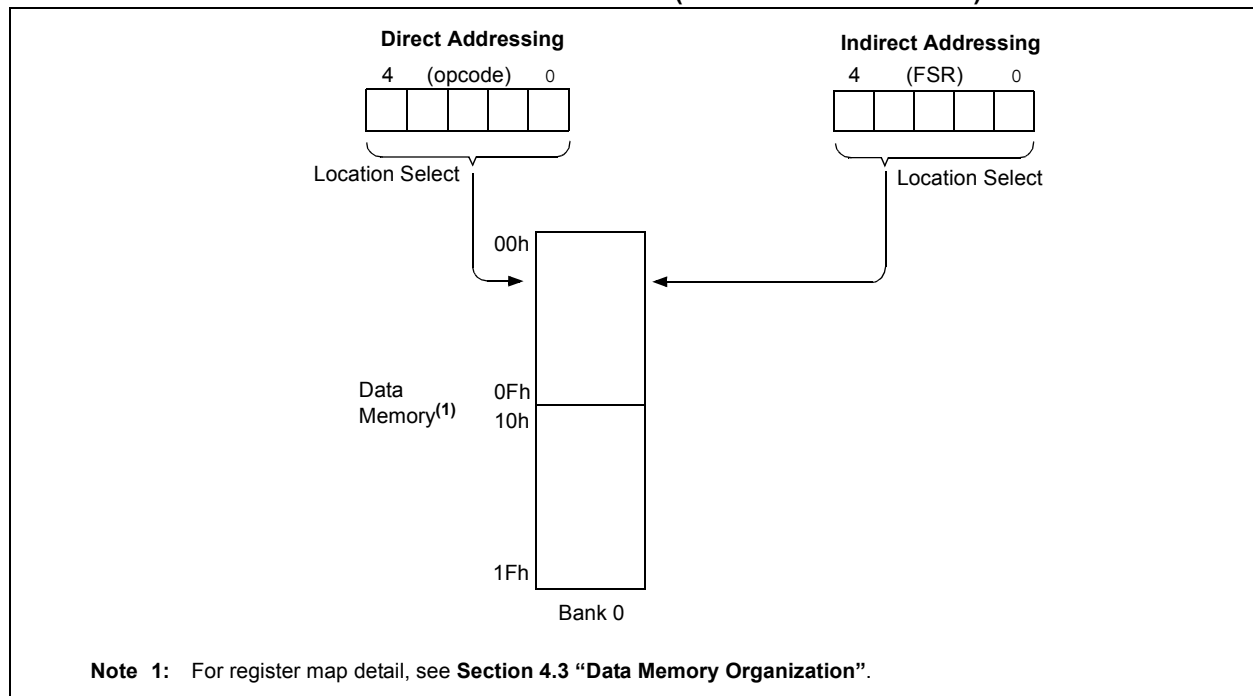 Direct Addressing
4 (opcode) 0
Location Select
Indirect Addressing
4 (FSR) 0
Location Select
00h
0Fh
10h
1Fh
Data
Memory(1)
Bank 0
Note 1: For register map detail, see Section 4.3 “Data Memory Organization”.